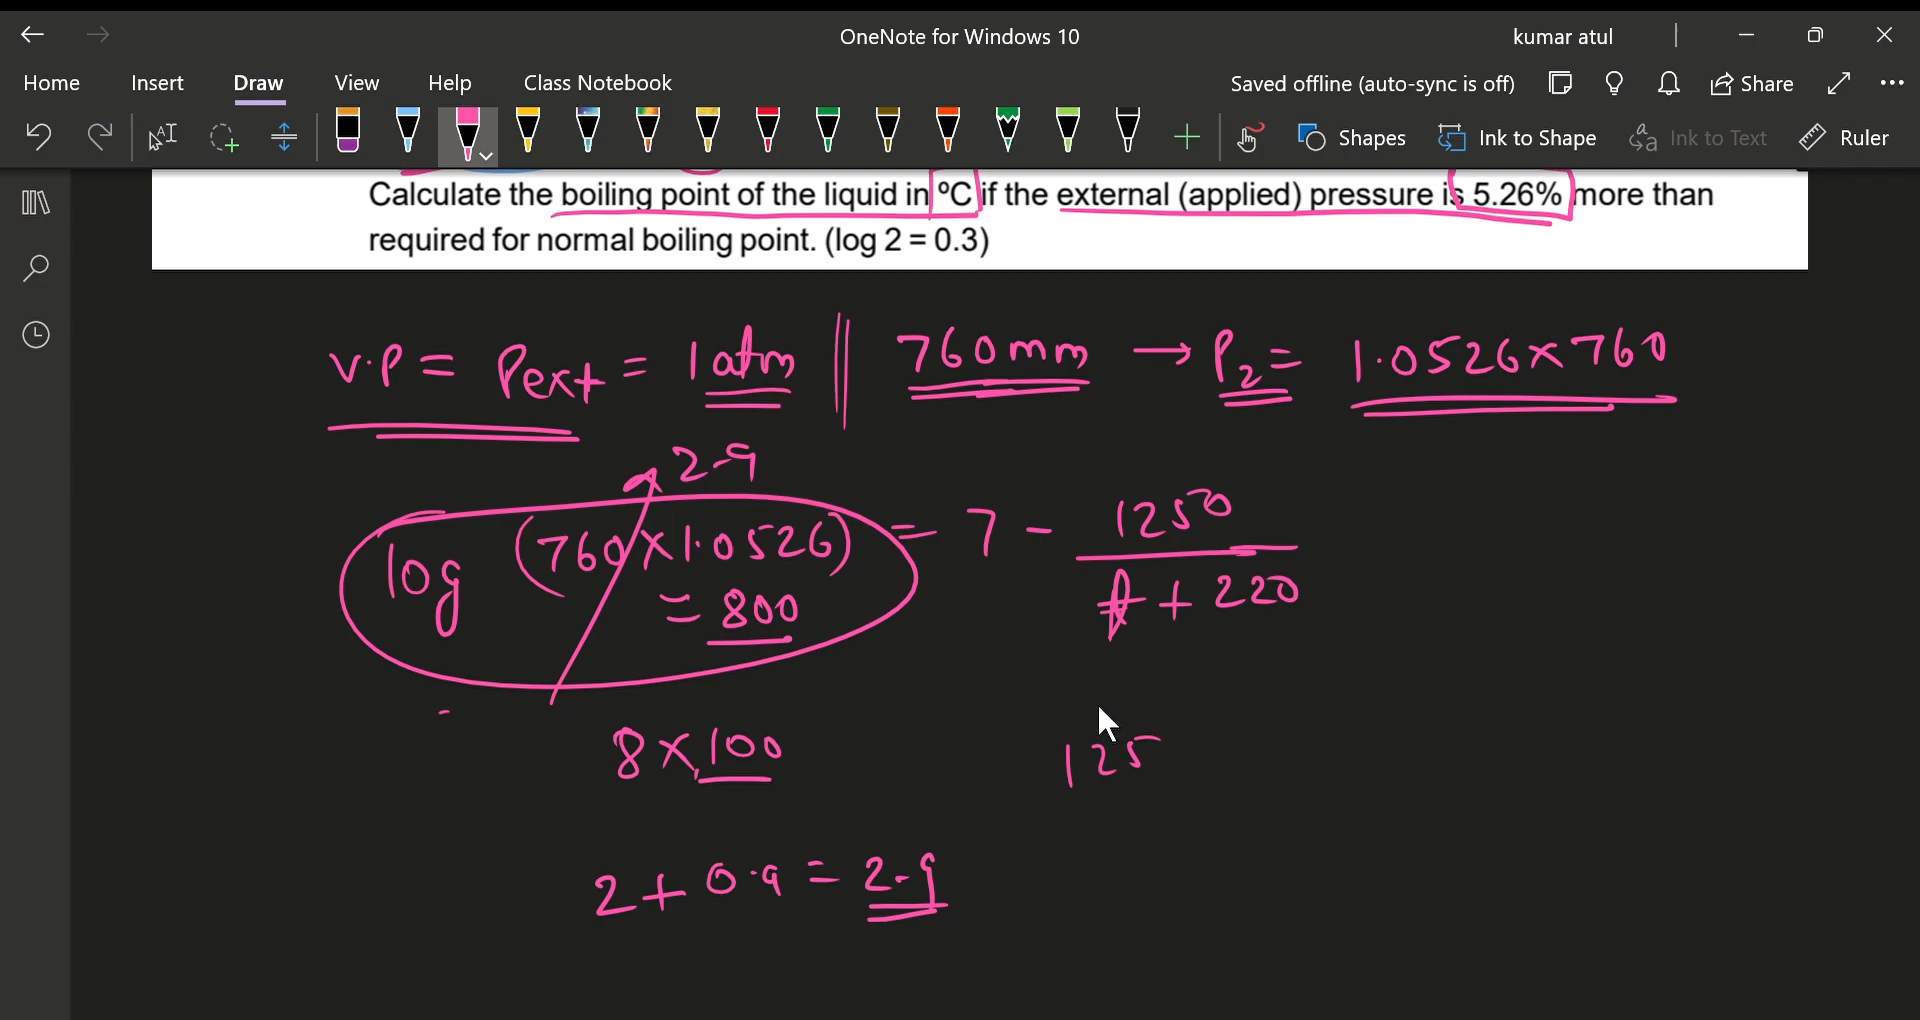 OneNote for Windows 10
kumar atul
Home Insert Draw View Help Class Notebook
Saved offline (auto-sync is off) Share
Shapes Ink to Shape Ink to Text Ruler
Calculate the boiling point of the liquid in ºC if the external (applied) pressure is 5.26% more than
required for normal boiling point. (log 2 = 0.3)
v.p = Pext = 1 atm || 760mm → P₂ = 1.0526×760
2.9
log (760×1.0526) = 7 - 1250 / t + 220
= 800
8×100
125
2 + 0.9 = 2.9